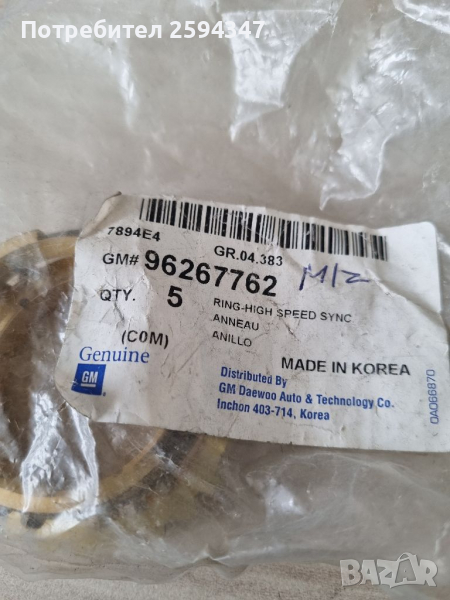 Потребител 2594347
7894E4
GR.04.383
GM# 96267762
M/Z
QTY. 5
RING-HIGH SPEED SYNC
ANNEAU
ANILLO
(COM)
Genuine
GM
MADE IN KOREA
Distributed By
GM Daewoo Auto & Technology Co.
Inchon 403-714, Korea
0A066870
BAZAR